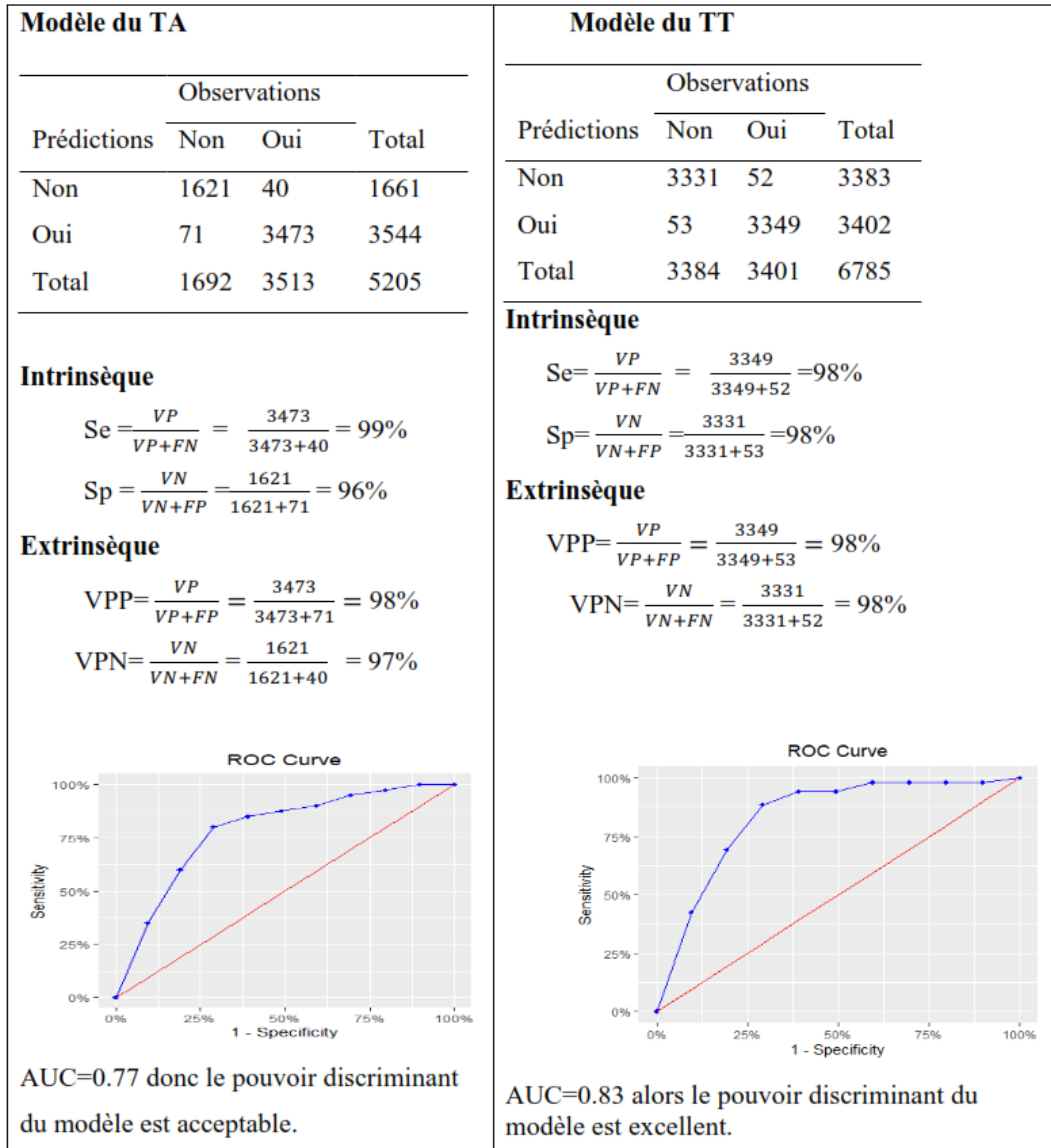 Modèle du TA
Observations
Prédictions Non Oui Total
Non 1621 40 1661
Oui 71 3473 3544
Total 1692 3513 5205
Intrinsèque
Se = VP/VP+FN = 3473/3473+40 = 99%
Sp = VN/VN+FP = 1621/1621+71 = 96%
Extrinsèque
VPP= VP/VP+FP = 3473/3473+71 = 98%
VPN= VN/VN+FN = 1621/1621+40 = 97%
ROC Curve
100%
75%
50%
25%
0%
Sensitivity
0% 25% 50% 75% 100%
1 - Specificity
AUC=0.77 donc le pouvoir discriminant
du modèle est acceptable.
Modèle du TT
Observations
Prédictions Non Oui Total
Non 3331 52 3383
Oui 53 3349 3402
Total 3384 3401 6785
Intrinsèque
Se= VP/VP+FN = 3349/3349+52 =98%
Sp= VN/VN+FP = 3331/3331+53 =98%
Extrinsèque
VPP= VP/VP+FP = 3349/3349+53 = 98%
VPN= VN/VN+FN = 3331/3331+52 = 98%
ROC Curve
100%
75%
50%
25%
0%
Sensitivity
0% 25% 50% 75% 100%
1 - Specificity
AUC=0.83 alors le pouvoir discriminant du
modèle est excellent.